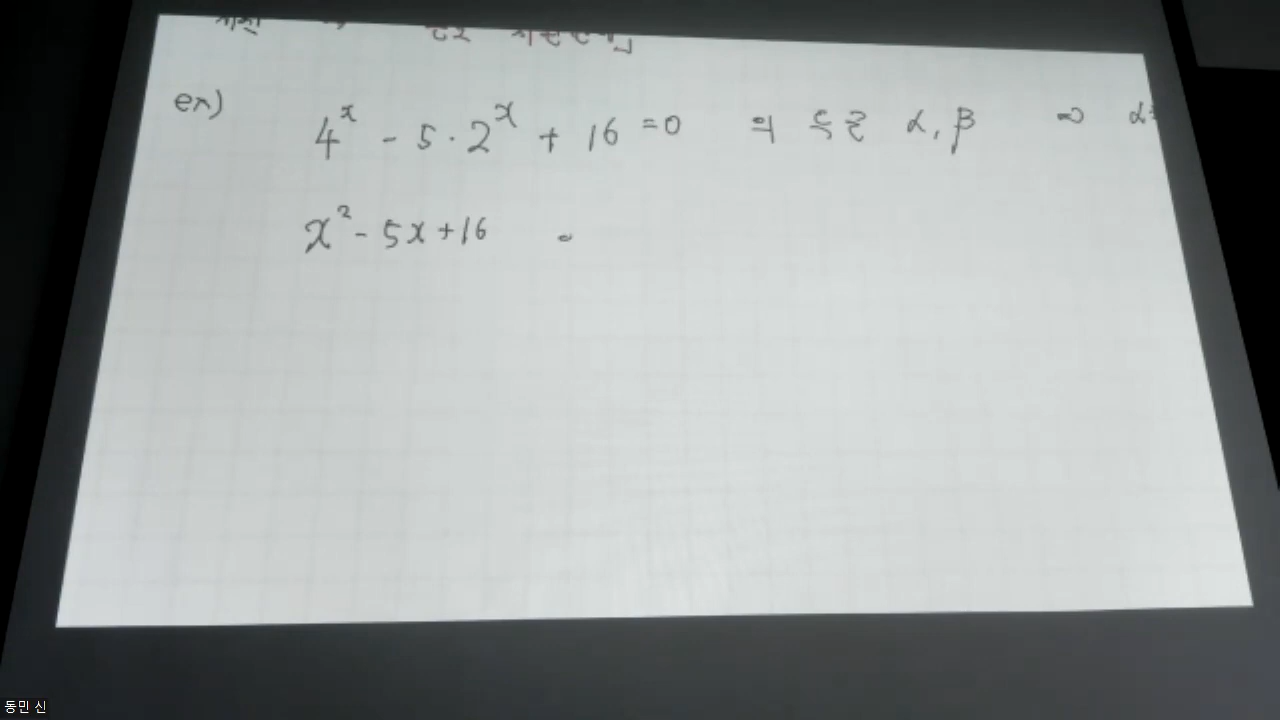 ex) 4^x - 5·2^x + 16 = 0 의 두근 α, β ⇒ α+
x² - 5x + 16 =
동민 신